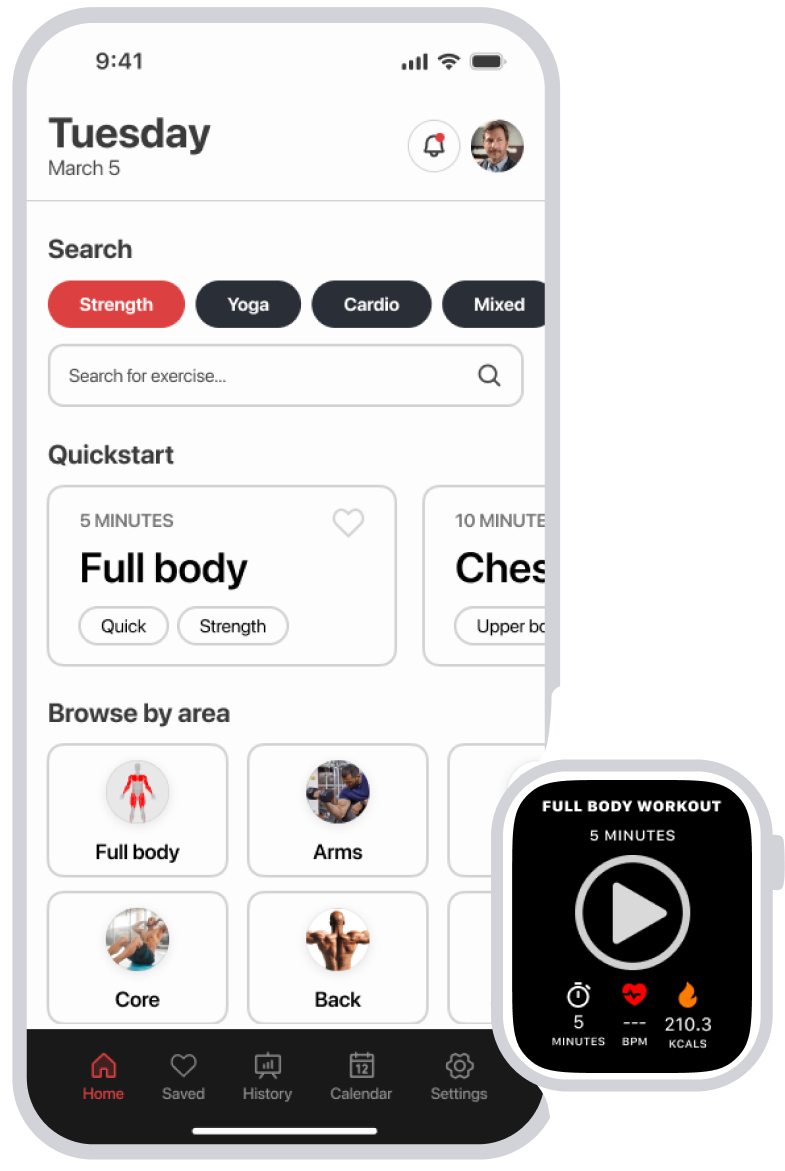 9:41
Tuesday
March 5
Search
Strength Yoga Cardio Mixed
Search for exercise...
Quickstart
5 MINUTES
Full body
Quick Strength
10 MINUTE
Ches
Upper bo
Browse by area
Full body Arms
Core Back
12
Home Saved History Calendar Settings
FULL BODY WORKOUT
5 MINUTES
5 --- 210.3
MINUTES BPM KCALS